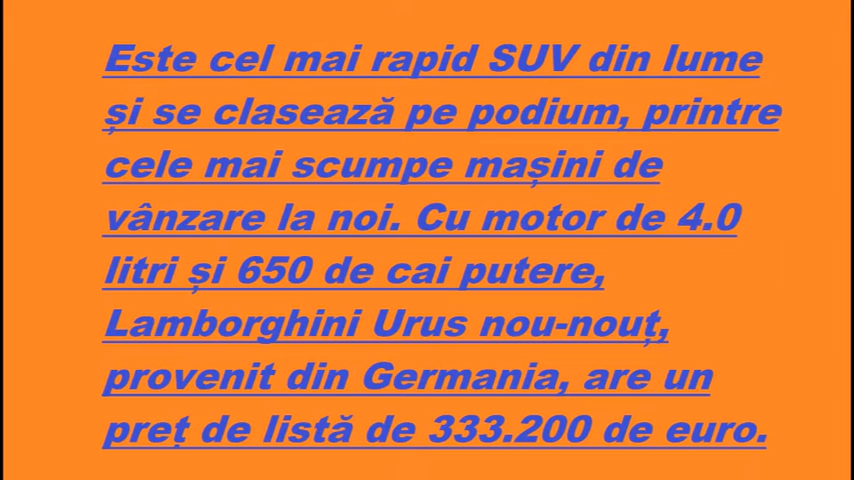 Este cel mai rapid SUV din lume
și se clasează pe podium, printre
cele mai scumpe mașini de
vânzare la noi. Cu motor de 4.0
litri și 650 de cai putere,
Lamborghini Urus nou-nouț,
provenit din Germania, are un
preț de listă de 333.200 de euro.